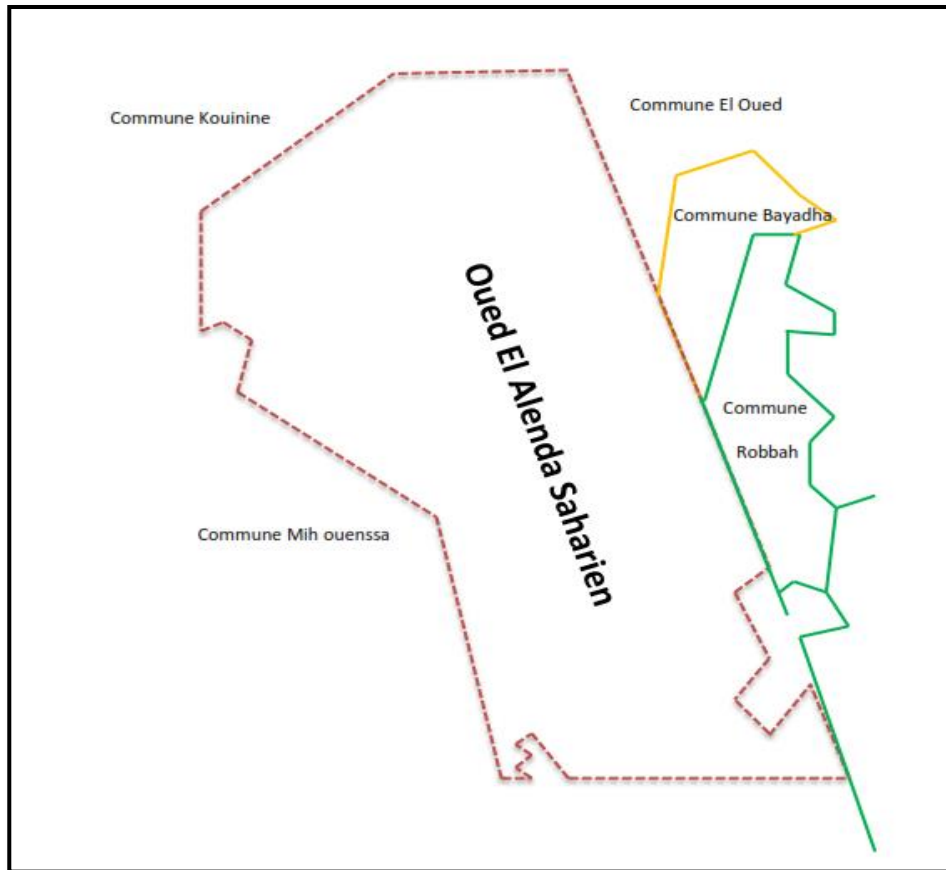 Commune El Oued
Commune Kouinine
Commune Bayadha
Oued El Alenda Saharien
Commune
Robbah
Commune Mih ouenssa